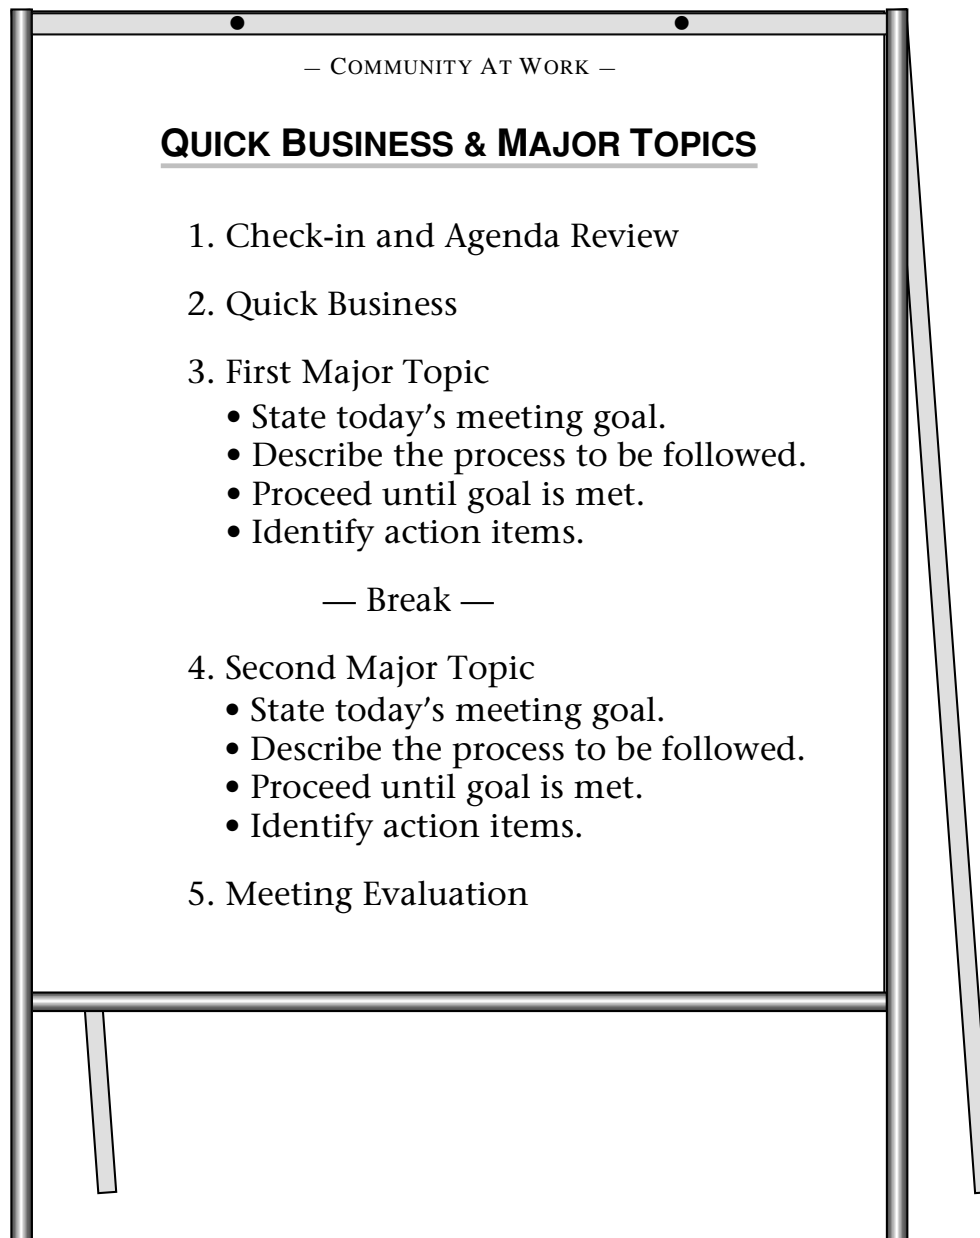 — COMMUNITY AT WORK —
QUICK BUSINESS & MAJOR TOPICS
1. Check-in and Agenda Review
2. Quick Business
3. First Major Topic
• State today’s meeting goal.
• Describe the process to be followed.
• Proceed until goal is met.
• Identify action items.
— Break —
4. Second Major Topic
• State today’s meeting goal.
• Describe the process to be followed.
• Proceed until goal is met.
• Identify action items.
5. Meeting Evaluation